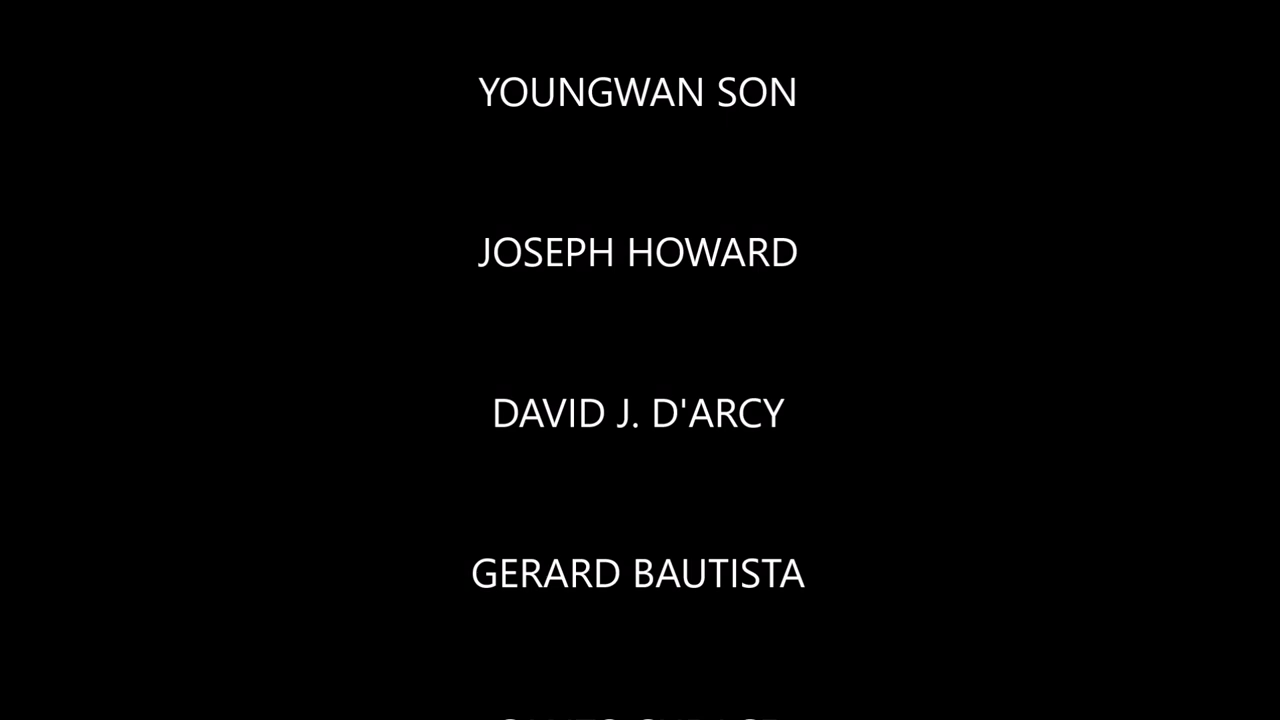 YOUNGWAN SON
JOSEPH HOWARD
DAVID J. D'ARCY
GERARD BAUTISTA